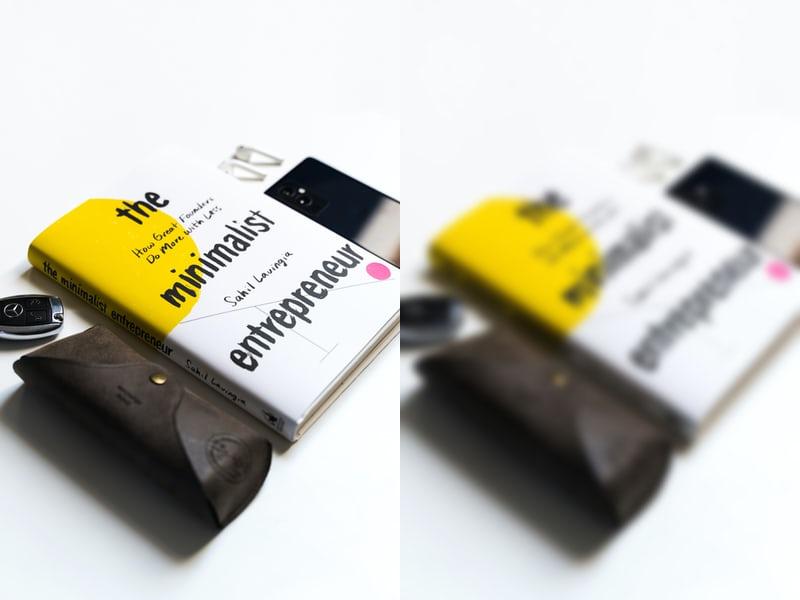 the
How Great Founders
Do More with Less
minimalist
Sahil Lavingia
entrepreneur
the minimalist entrepreneur
Sahil Lavingia